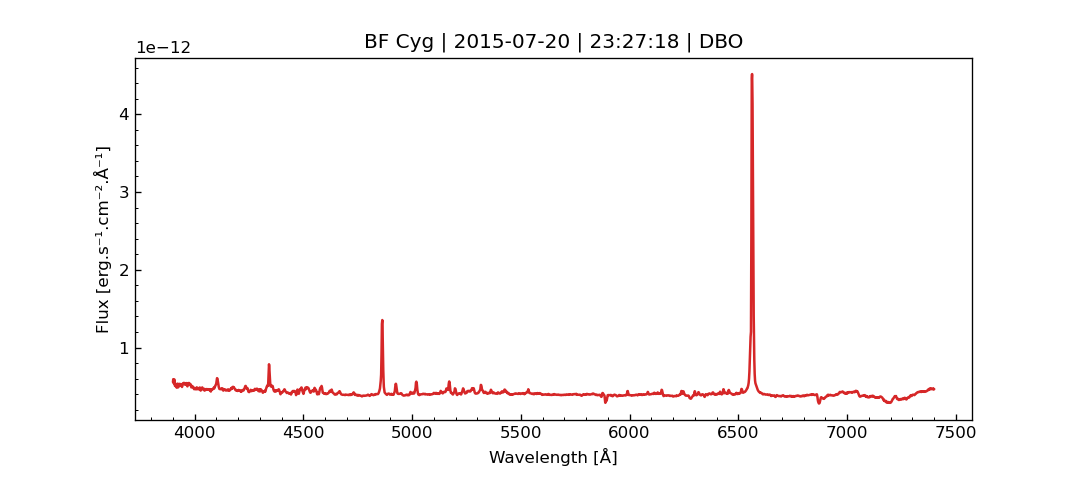 BF Cyg | 2015-07-20 | 23:27:18 | DBO
1e−12
Flux [erg.s⁻¹.cm⁻².Å⁻¹]
4
3
2
1
4000 4500 5000 5500 6000 6500 7000 7500
Wavelength [Å]